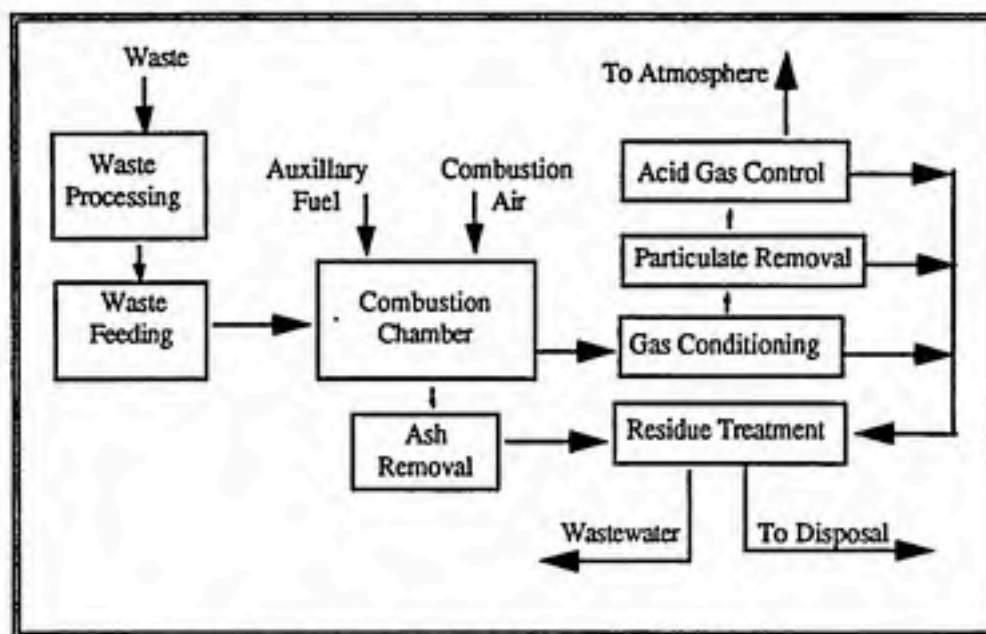 Waste
Waste
Processing
Waste
Feeding
Auxillary
Fuel
Combustion
Air
Combustion
Chamber
Ash
Removal
To Atmosphere
Acid Gas Control
Particulate Removal
Gas Conditioning
Residue Treatment
Wastewater
To Disposal